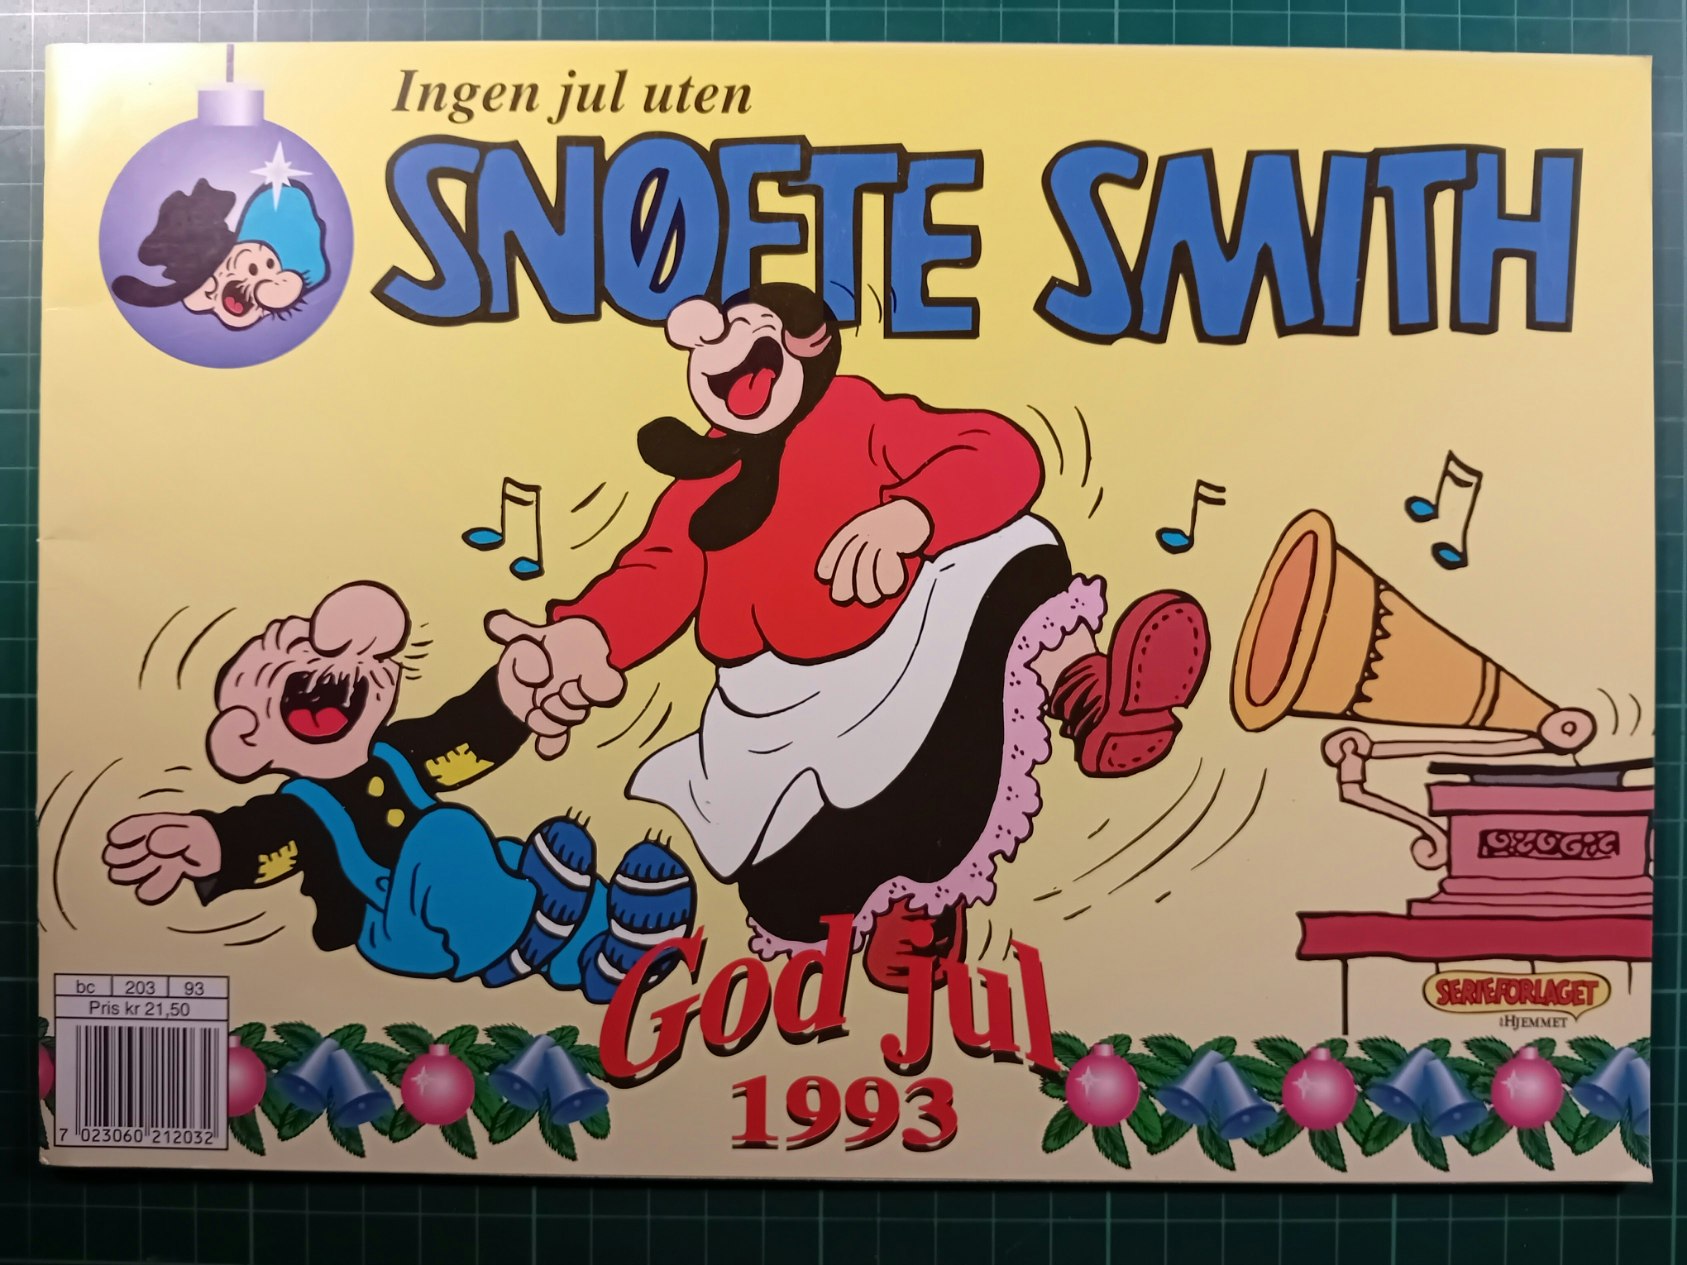 Ingen jul uten
SNØFTE SMITH
God jul
1993
bc 203 93
Pris kr 21,50
7 023060 212032
SERIEFORLAGET
HJEMMET